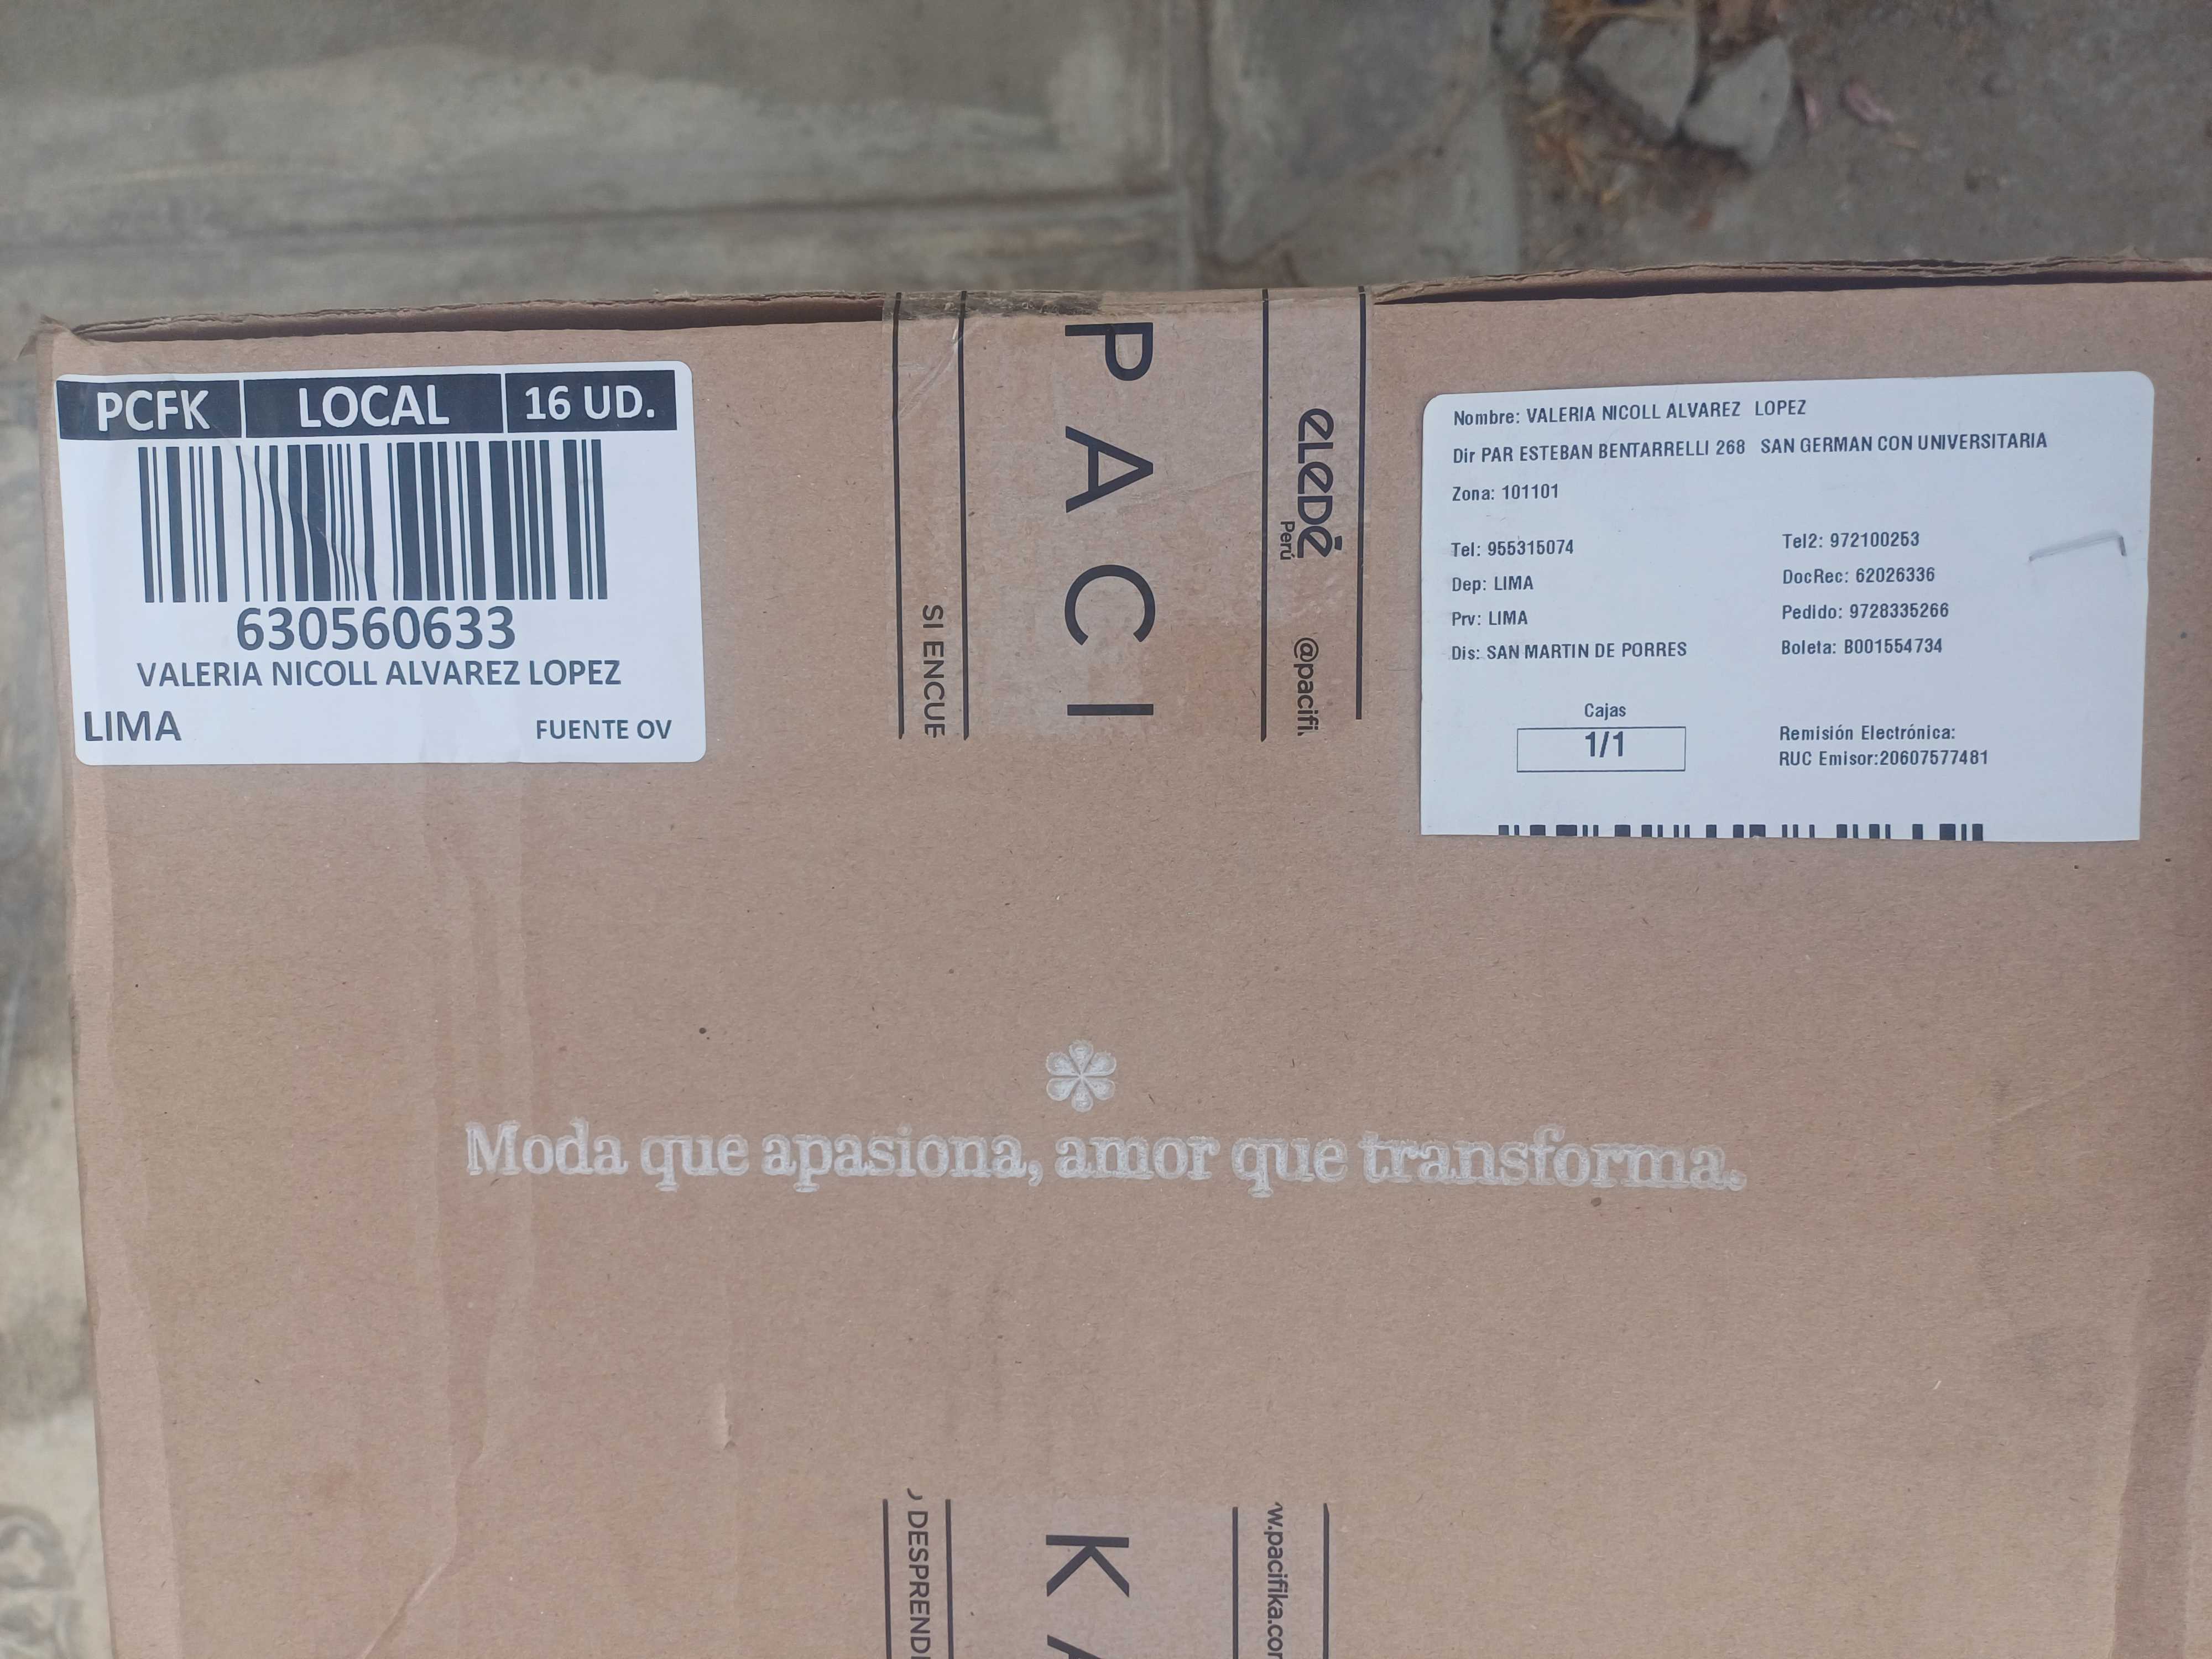 PCFK LOCAL 16 UD.
630560633
VALERIA NICOLL ALVAREZ LOPEZ
LIMA FUENTE OV
SI ENCUE
PACI
eLeDÉ
Perú
@pacifi
Nombre: VALERIA NICOLL ALVAREZ LOPEZ
Dir PAR ESTEBAN BENTARRELLI 268 SAN GERMAN CON UNIVERSITARIA
Zona: 101101
Tel: 955315074 Tel2: 972100253
Dep: LIMA DocRec: 62026336
Prv: LIMA Pedido: 9728335266
Dis: SAN MARTIN DE PORRES Boleta: B001554734
Cajas
1/1
Remisión Electrónica:
RUC Emisor:20607577481
Moda que apasiona, amor que transforma.
DESPREND
KA
w.pacifika.co